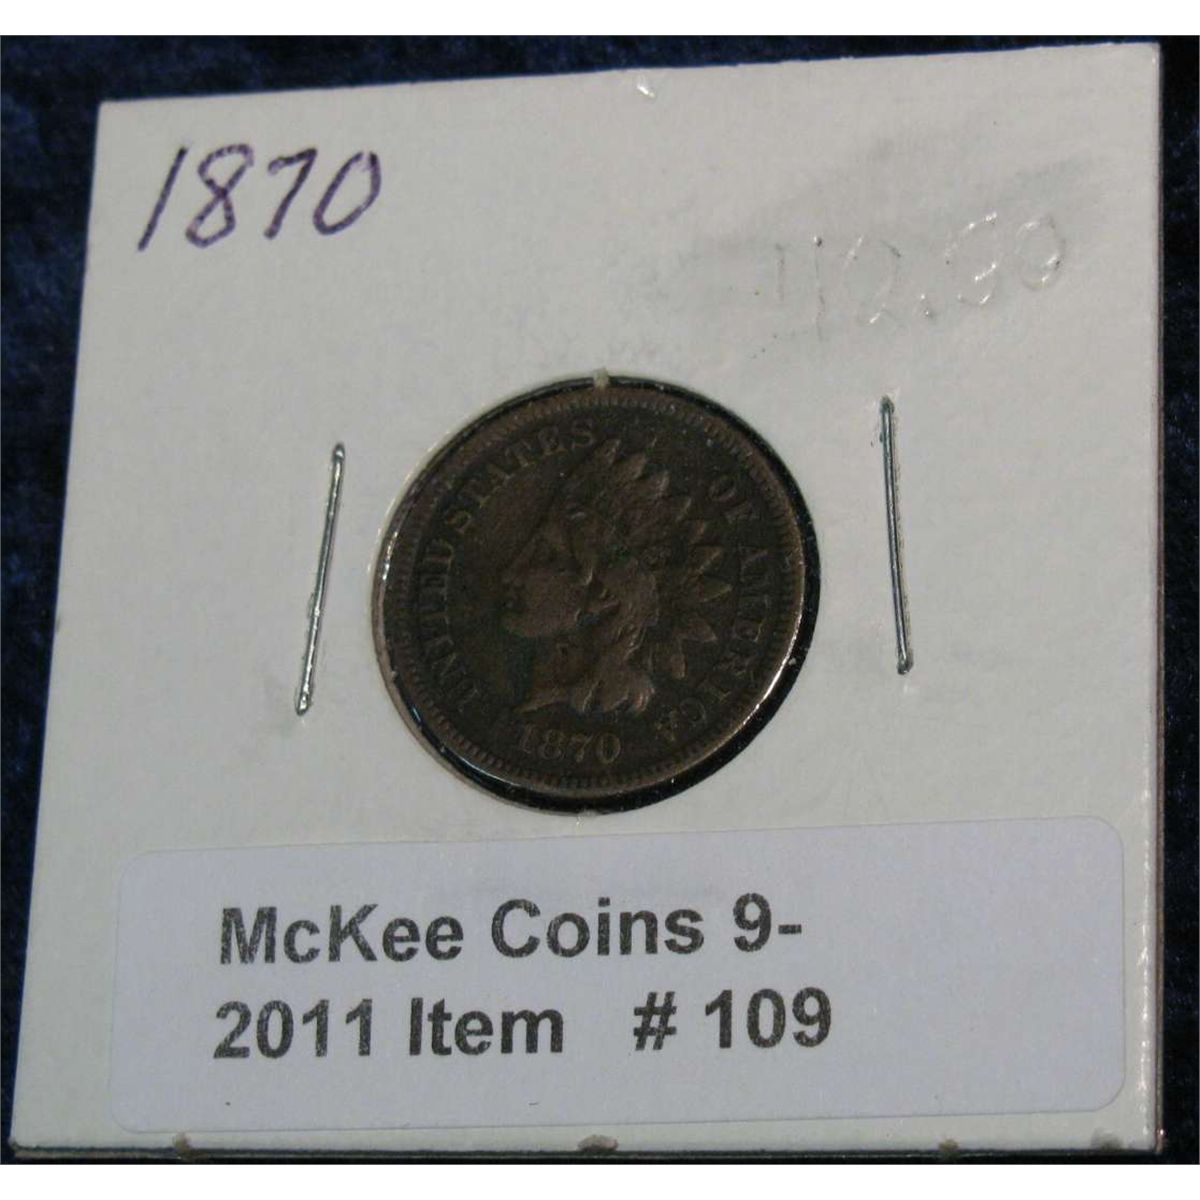 1870
UNITED STATES OF AMERICA
1870
McKee Coins 9-
2011 Item # 109